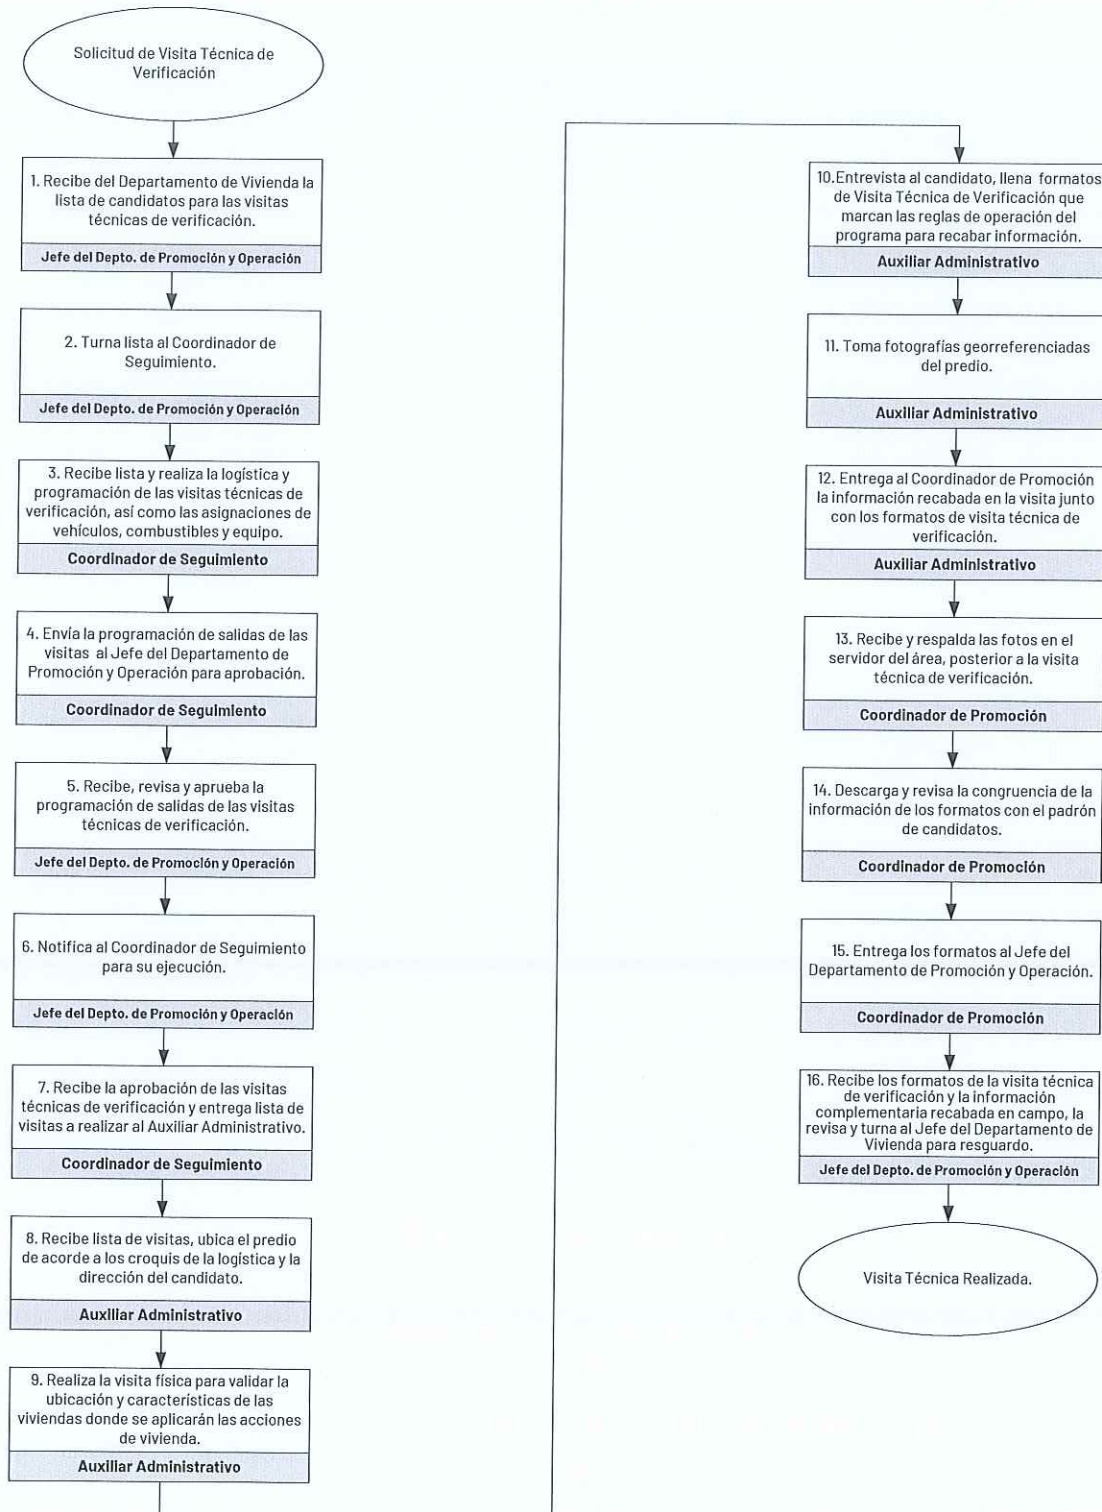 Solicitud de Visita Técnica de
Verificación
1. Recibe del Departamento de Vivienda la
lista de candidatos para las visitas
técnicas de verificación.
Jefe del Depto. de Promoción y Operación
2. Turna lista al Coordinador de
Seguimiento.
Jefe del Depto. de Promoción y Operación
3. Recibe lista y realiza la logística y
programación de las visitas técnicas de
verificación, así como las asignaciones de
vehículos, combustibles y equipo.
Coordinador de Seguimiento
4. Envía la programación de salidas de las
visitas al Jefe del Departamento de
Promoción y Operación para aprobación.
Coordinador de Seguimiento
5. Recibe, revisa y aprueba la
programación de salidas de las visitas
técnicas de verificación.
Jefe del Depto. de Promoción y Operación
6. Notifica al Coordinador de Seguimiento
para su ejecución.
Jefe del Depto. de Promoción y Operación
7. Recibe la aprobación de las visitas
técnicas de verificación y entrega lista de
visitas a realizar al Auxiliar Administrativo.
Coordinador de Seguimiento
8. Recibe lista de visitas, ubica el predio
de acorde a los croquis de la logística y la
dirección del candidato.
Auxiliar Administrativo
9. Realiza la visita física para validar la
ubicación y características de las
viviendas donde se aplicarán las acciones
de vivienda.
Auxiliar Administrativo
10.Entrevista al candidato, llena formatos
de Visita Técnica de Verificación que
marcan las reglas de operación del
programa para recabar información.
Auxiliar Administrativo
11. Toma fotografías georreferenciadas
del predio.
Auxiliar Administrativo
12. Entrega al Coordinador de Promoción
la información recabada en la visita junto
con los formatos de visita técnica de
verificación.
Auxiliar Administrativo
13. Recibe y respalda las fotos en el
servidor del área, posterior a la visita
técnica de verificación.
Coordinador de Promoción
14. Descarga y revisa la congruencia de la
información de los formatos con el padrón
de candidatos.
Coordinador de Promoción
15. Entrega los formatos al Jefe del
Departamento de Promoción y Operación.
Coordinador de Promoción
16. Recibe los formatos de la visita técnica
de verificación y la información
complementaria recabada en campo, la
revisa y turna al Jefe del Departamento de
Vivienda para resguardo.
Jefe del Depto. de Promoción y Operación
Visita Técnica Realizada.